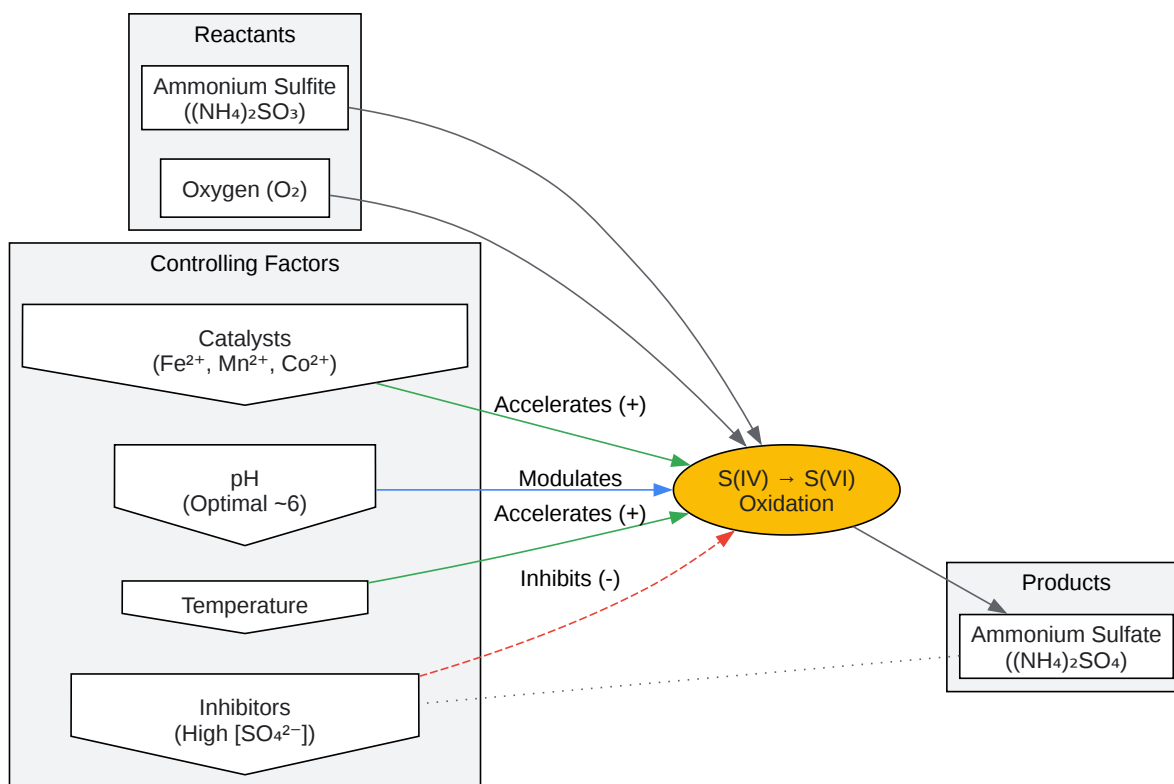 Reactants
Ammonium Sulfite
((NH₄)₂SO₃)
Oxygen (O₂)
Controlling Factors
Catalysts
(Fe²⁺, Mn²⁺, Co²⁺)
Accelerates (+)
pH
(Optimal ~6)
Modulates
Accelerates (+)
S(IV) → S(VI)
Oxidation
Temperature
Inhibits (-)
Inhibitors
(High [SO₄²⁻])
Products
Ammonium Sulfate
((NH₄)₂SO₄)